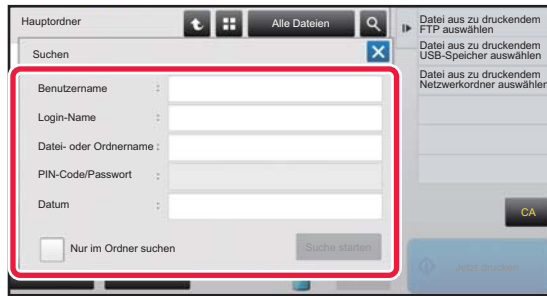 Hauptordner
Alle Dateien
Suchen
Benutzername :
Login-Name :
Datei- oder Ordnername :
PIN-Code/Passwort :
Datum :
Nur im Ordner suchen
Suche starten
Datei aus zu druckendem
FTP auswählen
Datei aus zu druckendem
USB-Speicher auswählen
Datei aus zu druckendem
Netzwerkordner auswählen
CA
Jetzt drucken